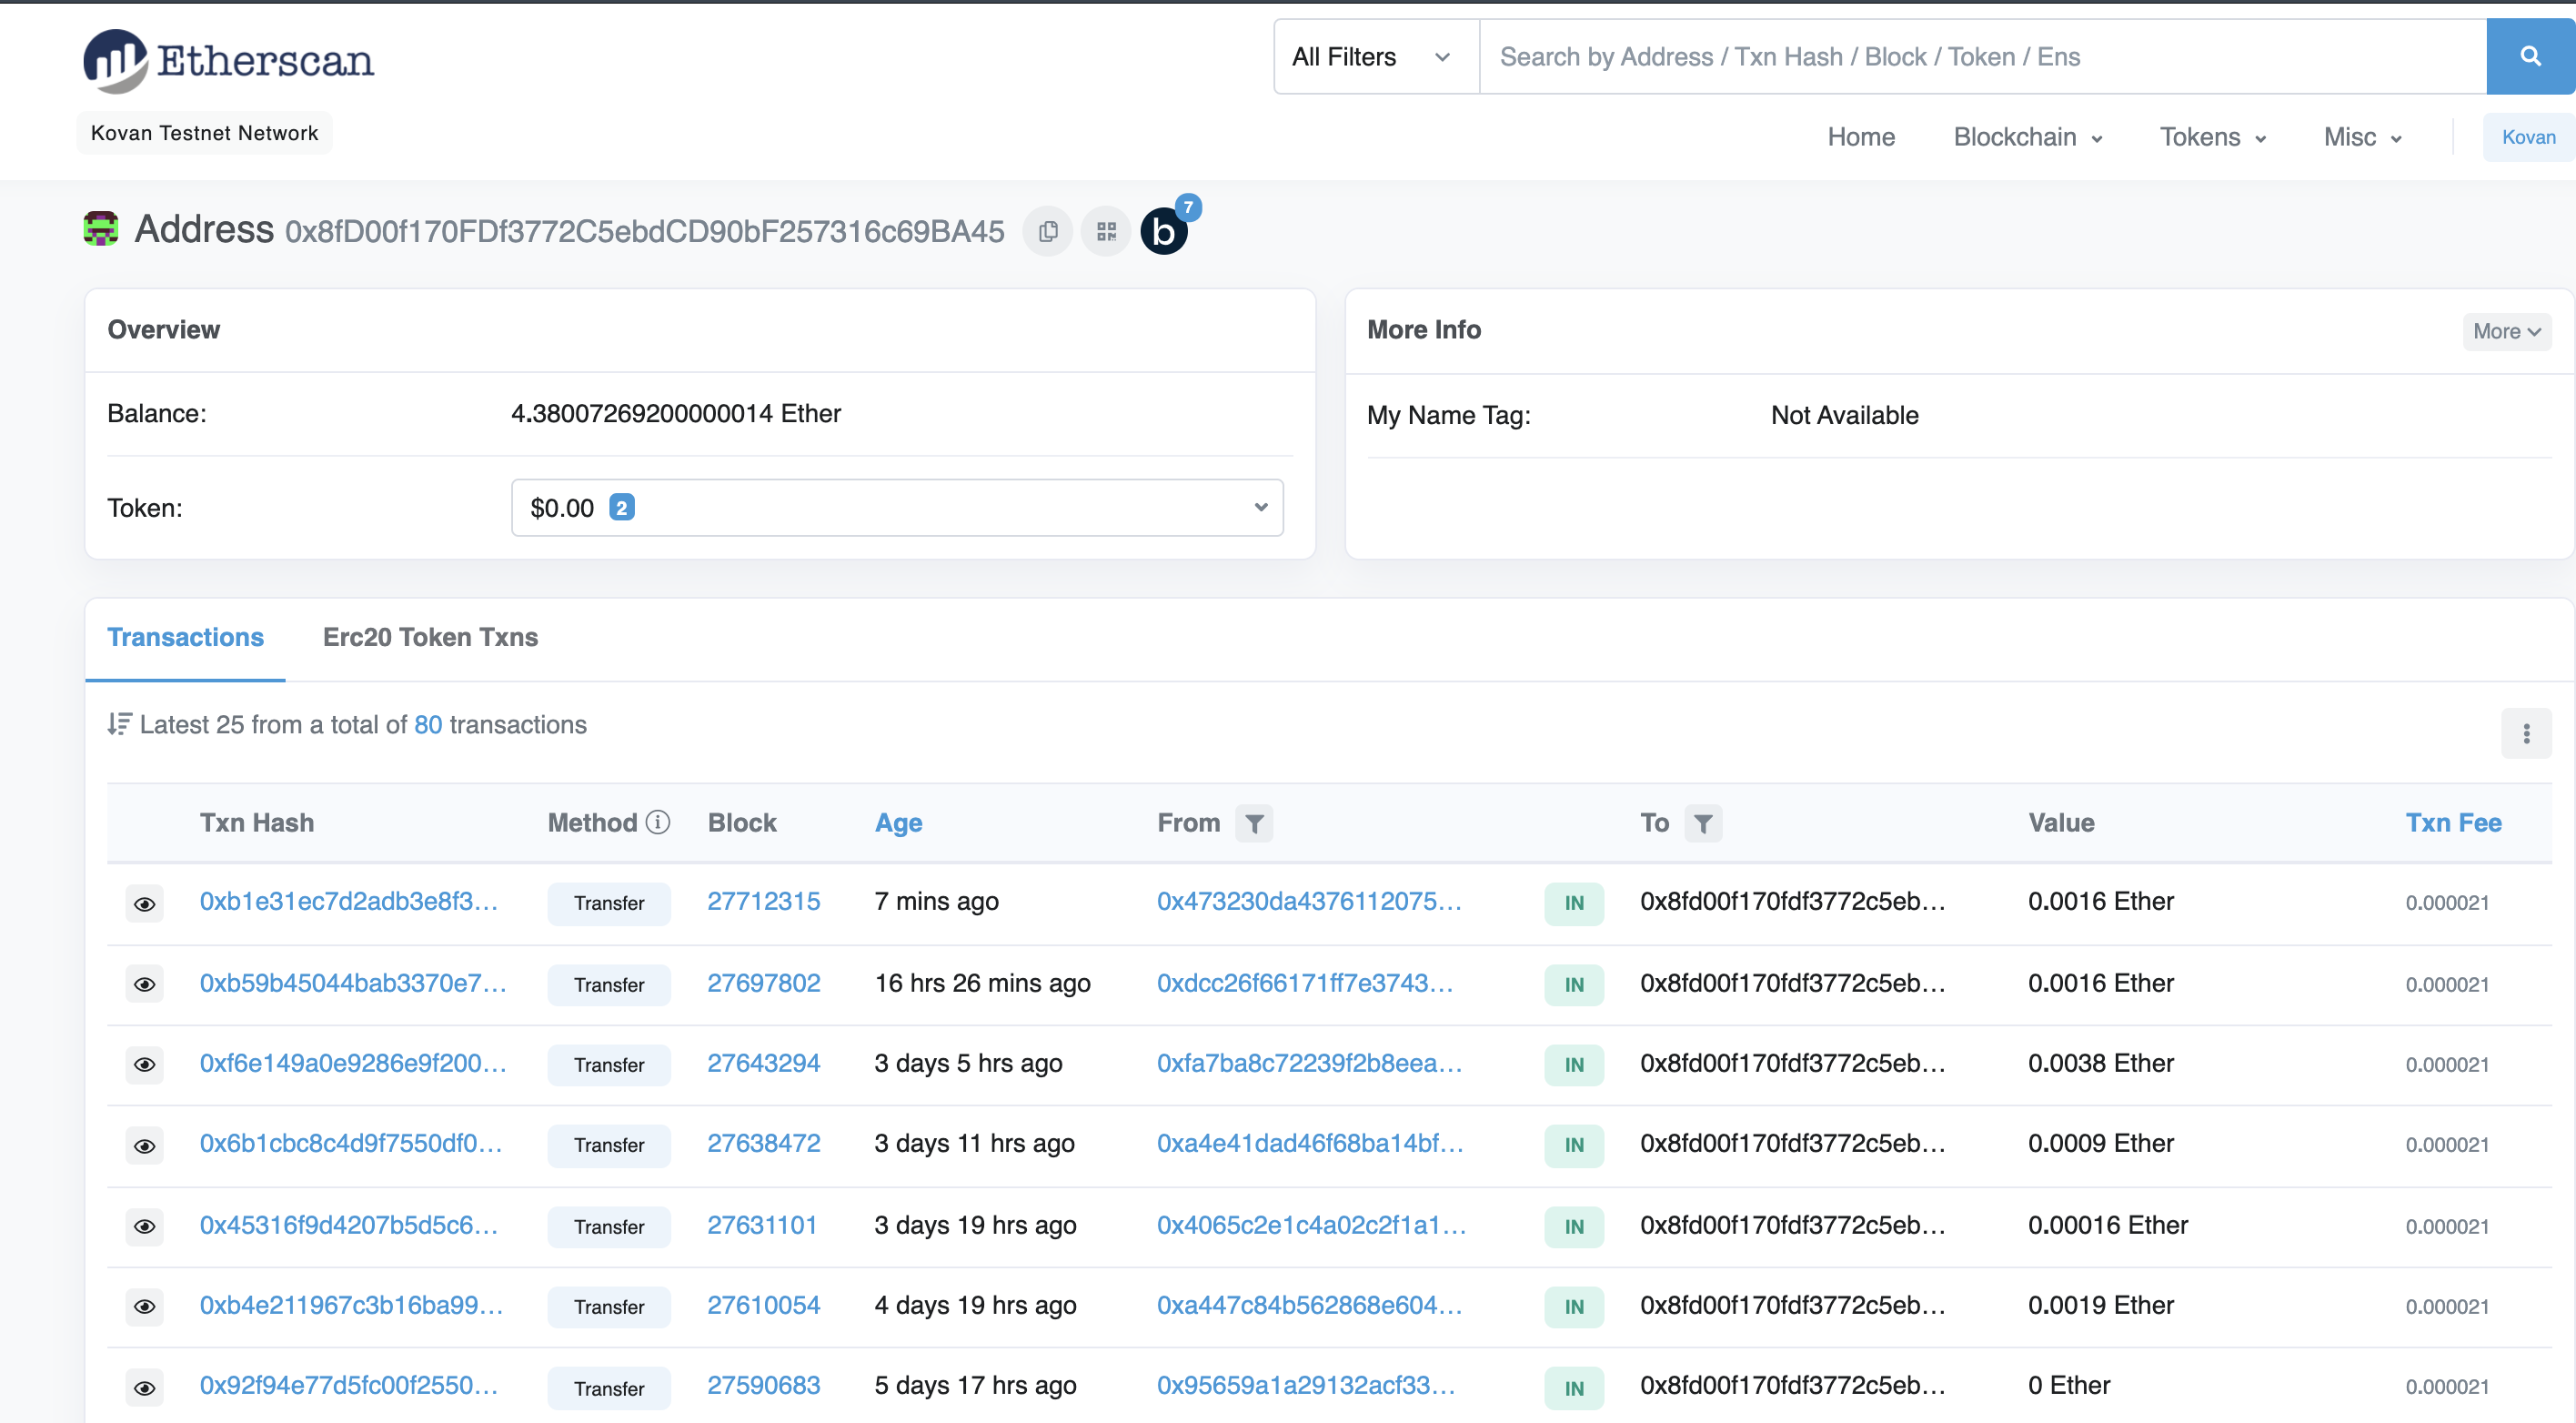 Etherscan
All Filters Search by Address / Txn Hash / Block / Token / Ens
Kovan Testnet Network
Home Blockchain Tokens Misc Kovan
Address 0x8fD00f170FDf3772C5ebdCD90bF257316c69BA45 b 7
Overview
Balance: 4.38007269200000014 Ether
Token: $0.00 2
More Info More
My Name Tag: Not Available
Transactions Erc20 Token Txns
Latest 25 from a total of 80 transactions
Txn Hash Method Block Age From To Value Txn Fee
0xb1e31ec7d2adb3e8f3... Transfer 27712315 7 mins ago 0x473230da4376112075... IN 0x8fd00f170fdf3772c5eb... 0.0016 Ether 0.000021
0xb59b45044bab3370e7... Transfer 27697802 16 hrs 26 mins ago 0xdcc26f66171ff7e3743... IN 0x8fd00f170fdf3772c5eb... 0.0016 Ether 0.000021
0xf6e149a0e9286e9f200... Transfer 27643294 3 days 5 hrs ago 0xfa7ba8c72239f2b8eea... IN 0x8fd00f170fdf3772c5eb... 0.0038 Ether 0.000021
0x6b1cbc8c4d9f7550df0... Transfer 27638472 3 days 11 hrs ago 0xa4e41dad46f68ba14bf... IN 0x8fd00f170fdf3772c5eb... 0.0009 Ether 0.000021
0x45316f9d4207b5d5c6... Transfer 27631101 3 days 19 hrs ago 0x4065c2e1c4a02c2f1a1... IN 0x8fd00f170fdf3772c5eb... 0.00016 Ether 0.000021
0xb4e211967c3b16ba99... Transfer 27610054 4 days 19 hrs ago 0xa447c84b562868e604... IN 0x8fd00f170fdf3772c5eb... 0.0019 Ether 0.000021
0x92f94e77d5fc00f2550... Transfer 27590683 5 days 17 hrs ago 0x95659a1a29132acf33... IN 0x8fd00f170fdf3772c5eb... 0 Ether 0.000021